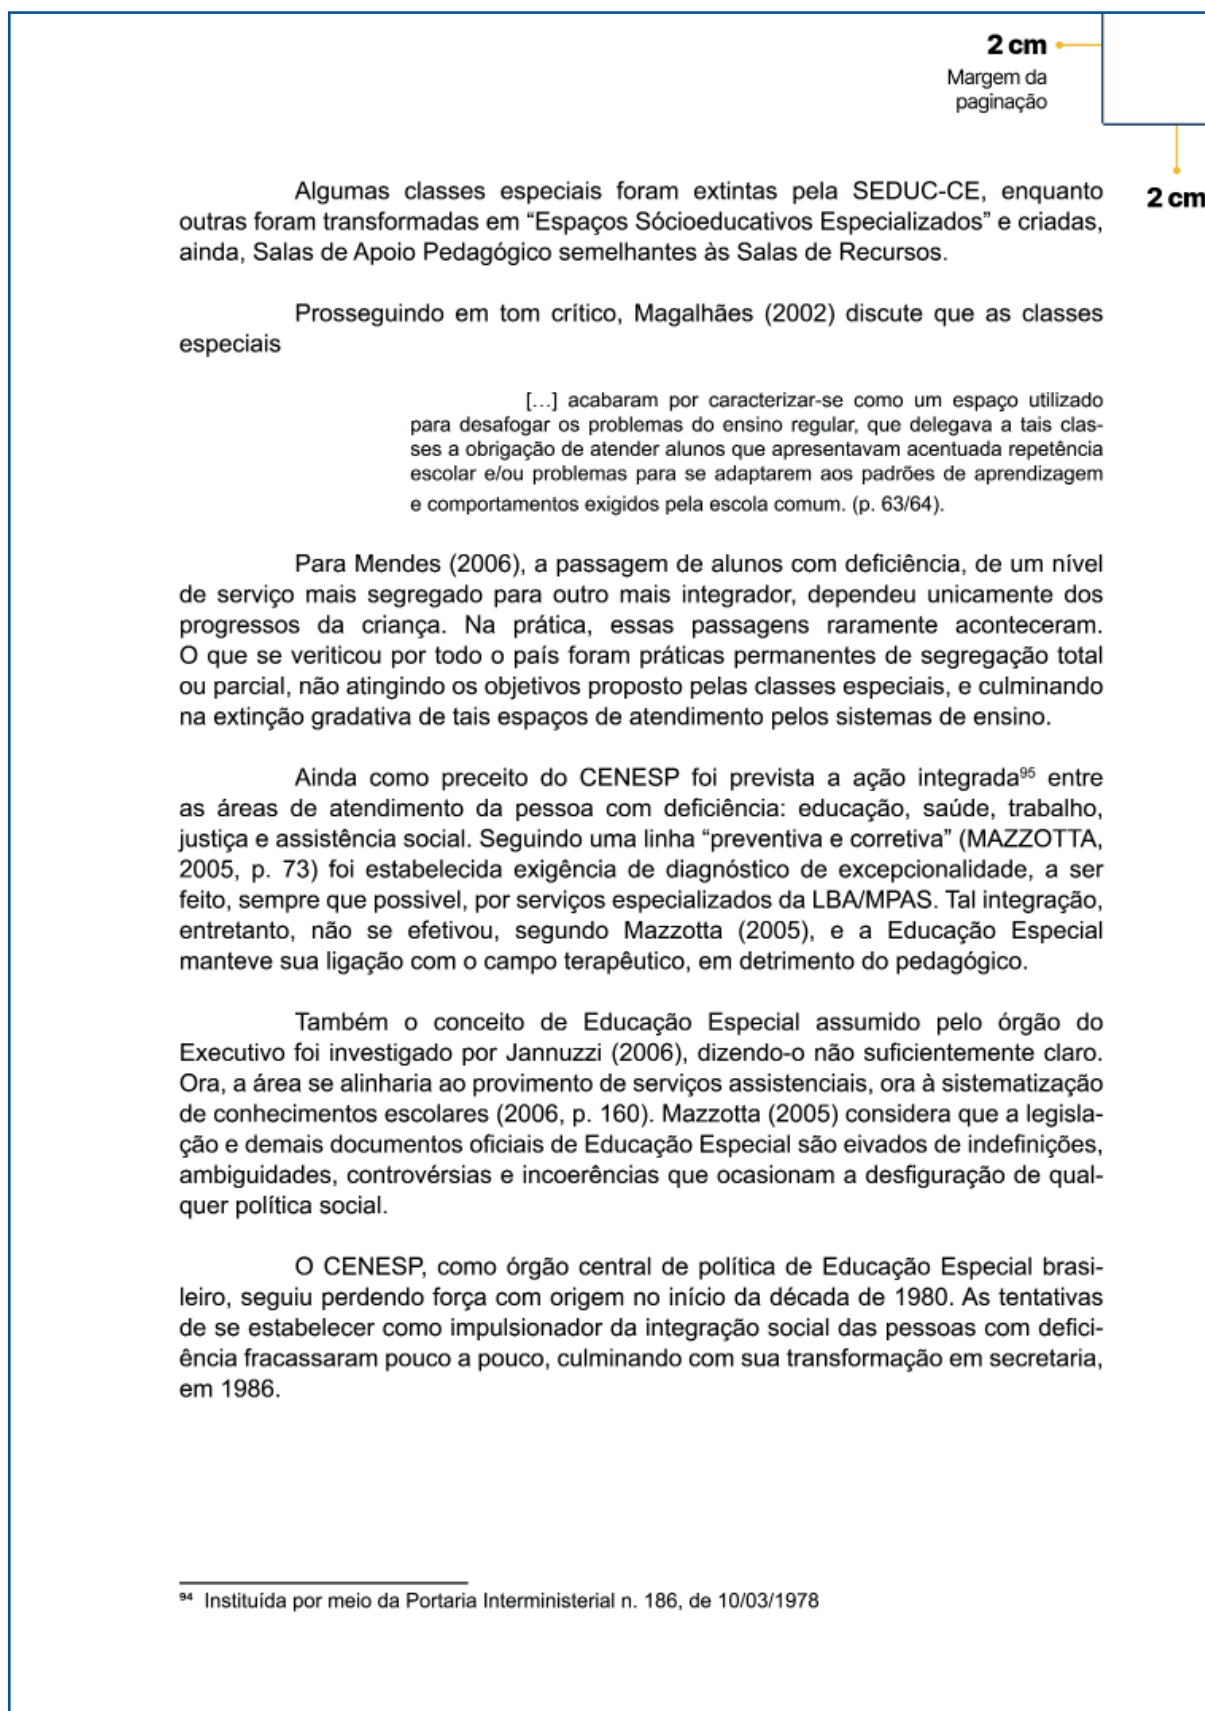 2 cm
Margem da
paginação
2 cm
Algumas classes especiais foram extintas pela SEDUC-CE, enquanto
outras foram transformadas em “Espaços Sócioeducativos Especializados” e criadas,
ainda, Salas de Apoio Pedagógico semelhantes às Salas de Recursos.
Prosseguindo em tom crítico, Magalhães (2002) discute que as classes
especiais
[…] acabaram por caracterizar-se como um espaço utilizado
para desafogar os problemas do ensino regular, que delegava a tais clas-
ses a obrigação de atender alunos que apresentavam acentuada repetência
escolar e/ou problemas para se adaptarem aos padrões de aprendizagem
e comportamentos exigidos pela escola comum. (p. 63/64).
Para Mendes (2006), a passagem de alunos com deficiência, de um nível
de serviço mais segregado para outro mais integrador, dependeu unicamente dos
progressos da criança. Na prática, essas passagens raramente aconteceram.
O que se veriticou por todo o país foram práticas permanentes de segregação total
ou parcial, não atingindo os objetivos proposto pelas classes especiais, e culminando
na extinção gradativa de tais espaços de atendimento pelos sistemas de ensino.
Ainda como preceito do CENESP foi prevista a ação integrada⁹⁵ entre
as áreas de atendimento da pessoa com deficiência: educação, saúde, trabalho,
justiça e assistência social. Seguindo uma linha “preventiva e corretiva” (MAZZOTTA,
2005, p. 73) foi estabelecida exigência de diagnóstico de excepcionalidade, a ser
feito, sempre que possivel, por serviços especializados da LBA/MPAS. Tal integração,
entretanto, não se efetivou, segundo Mazzotta (2005), e a Educação Especial
manteve sua ligação com o campo terapêutico, em detrimento do pedagógico.
Também o conceito de Educação Especial assumido pelo órgão do
Executivo foi investigado por Jannuzzi (2006), dizendo-o não suficientemente claro.
Ora, a área se alinharia ao provimento de serviços assistenciais, ora à sistematização
de conhecimentos escolares (2006, p. 160). Mazzotta (2005) considera que a legisla-
ção e demais documentos oficiais de Educação Especial são eivados de indefinições,
ambiguidades, controvérsias e incoerências que ocasionam a desfiguração de qual-
quer política social.
O CENESP, como órgão central de política de Educação Especial brasi-
leiro, seguiu perdendo força com origem no início da década de 1980. As tentativas
de se estabelecer como impulsionador da integração social das pessoas com defici-
ência fracassaram pouco a pouco, culminando com sua transformação em secretaria,
em 1986.
⁹⁴ Instituída por meio da Portaria Interministerial n. 186, de 10/03/1978